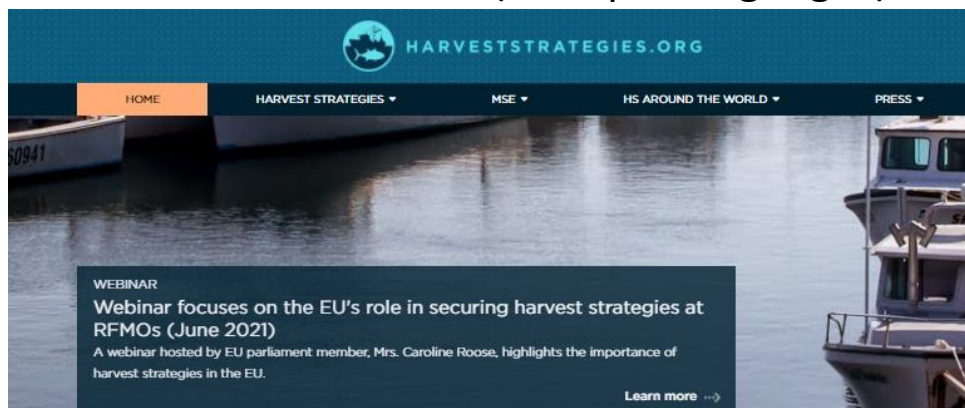 HARVESTSTRATEGIES.ORG
HOME HARVEST STRATEGIES MSE HS AROUND THE WORLD PRESS
60941
WEBINAR
Webinar focuses on the EU's role in securing harvest strategies at
RFMOs (June 2021)
A webinar hosted by EU parliament member, Mrs. Caroline Roose, highlights the importance of
harvest strategies in the EU.
Learn more